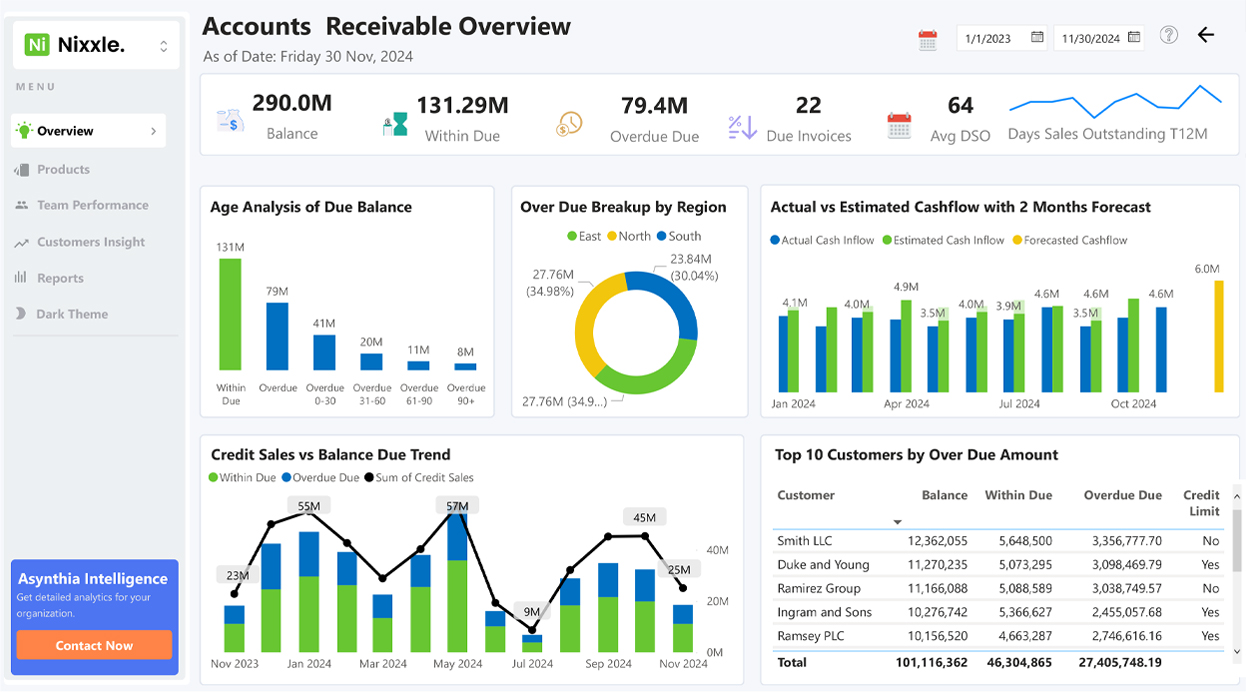 Ni Nixxle.
MENU
Overview
Products
Team Performance
Customers Insight
Reports
Dark Theme
Asynthia Intelligence
Get detailed analytics for your
organization.
Contact Now
Accounts Receivable Overview
As of Date: Friday 30 Nov, 2024
1/1/2023
11/30/2024
?
290.0M
Balance
131.29M
Within Due
79.4M
Overdue Due
22
Due Invoices
64
Avg DSO
Days Sales Outstanding T12M
Age Analysis of Due Balance
131M
79M
41M
20M
11M
8M
Within Due
Overdue
Overdue 0-30
Overdue 31-60
Overdue 61-90
Overdue 90+
Over Due Breakup by Region
East North South
23.84M
(30.04%)
27.76M
(34.98%)
27.76M (34.9...)
Actual vs Estimated Cashflow with 2 Months Forecast
Actual Cash Inflow Estimated Cash Inflow Forecasted Cashflow
4.1M
4.0M
4.9M
3.5M
4.0M
3.9M
4.6M
3.5M
4.6M
4.6M
6.0M
Jan 2024 Apr 2024 Jul 2024 Oct 2024
Credit Sales vs Balance Due Trend
Within Due Overdue Due Sum of Credit Sales
23M
55M
57M
9M
45M
25M
40M
20M
0M
Nov 2023 Jan 2024 Mar 2024 May 2024 Jul 2024 Sep 2024 Nov 2024
Top 10 Customers by Over Due Amount
Customer Balance Within Due Overdue Due Credit Limit
Smith LLC 12,362,055 5,648,500 3,356,777.70 No
Duke and Young 11,270,235 5,073,295 3,098,469.79 Yes
Ramirez Group 11,166,088 5,088,589 3,038,749.57 No
Ingram and Sons 10,276,742 5,366,627 2,455,057.68 Yes
Ramsey PLC 10,156,520 4,663,287 2,746,616.16 Yes
Total 101,116,362 46,304,865 27,405,748.19